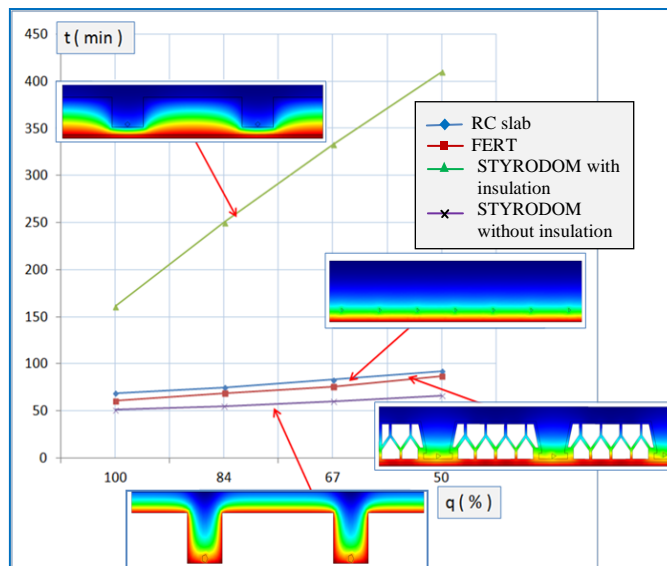 t ( min )
450
400
350
300
250
200
150
100
50
0
RC slab
FERT
STYRODOM with
insulation
STYRODOM
without insulation
100 84 67 50
q ( % )